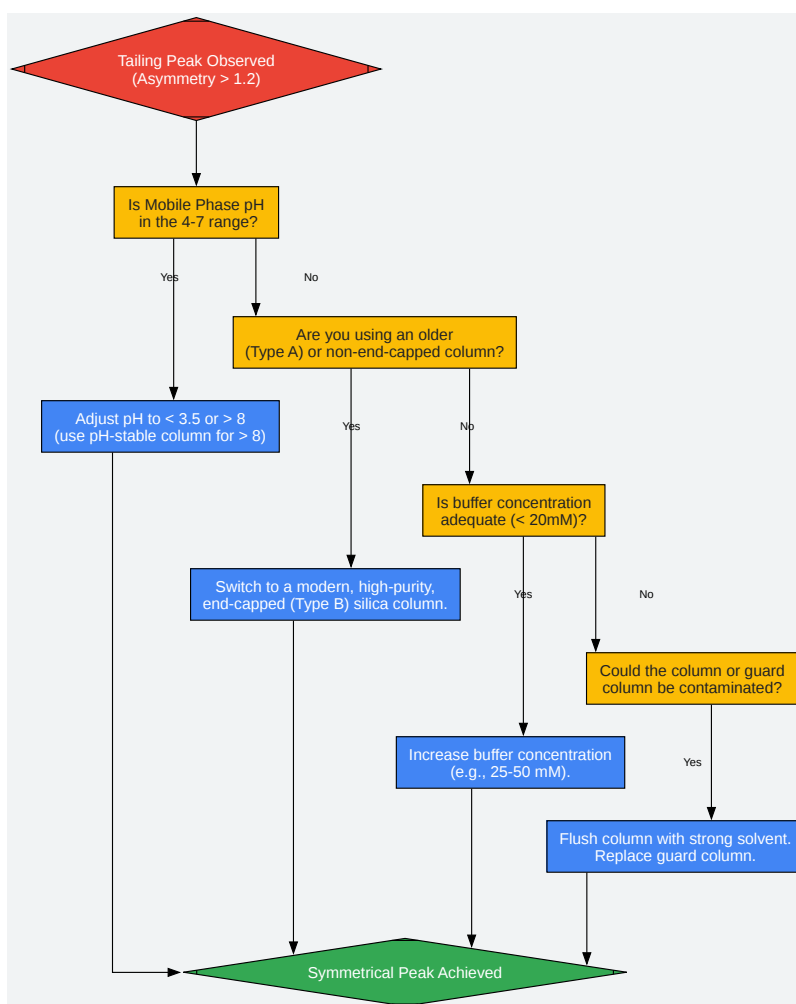 Tailing Peak Observed
(Asymmetry > 1.2)
Is Mobile Phase pH
in the 4-7 range?
Yes
No
Are you using an older
(Type A) or non-end-capped column?
Adjust pH to < 3.5 or > 8
(use pH-stable column for > 8)
Yes
No
Is buffer concentration
adequate (< 20mM)?
Switch to a modern, high-purity,
end-capped (Type B) silica column.
Yes
No
Could the column or guard
column be contaminated?
Increase buffer concentration
(e.g., 25-50 mM).
Yes
Flush column with strong solvent.
Replace guard column.
Symmetrical Peak Achieved